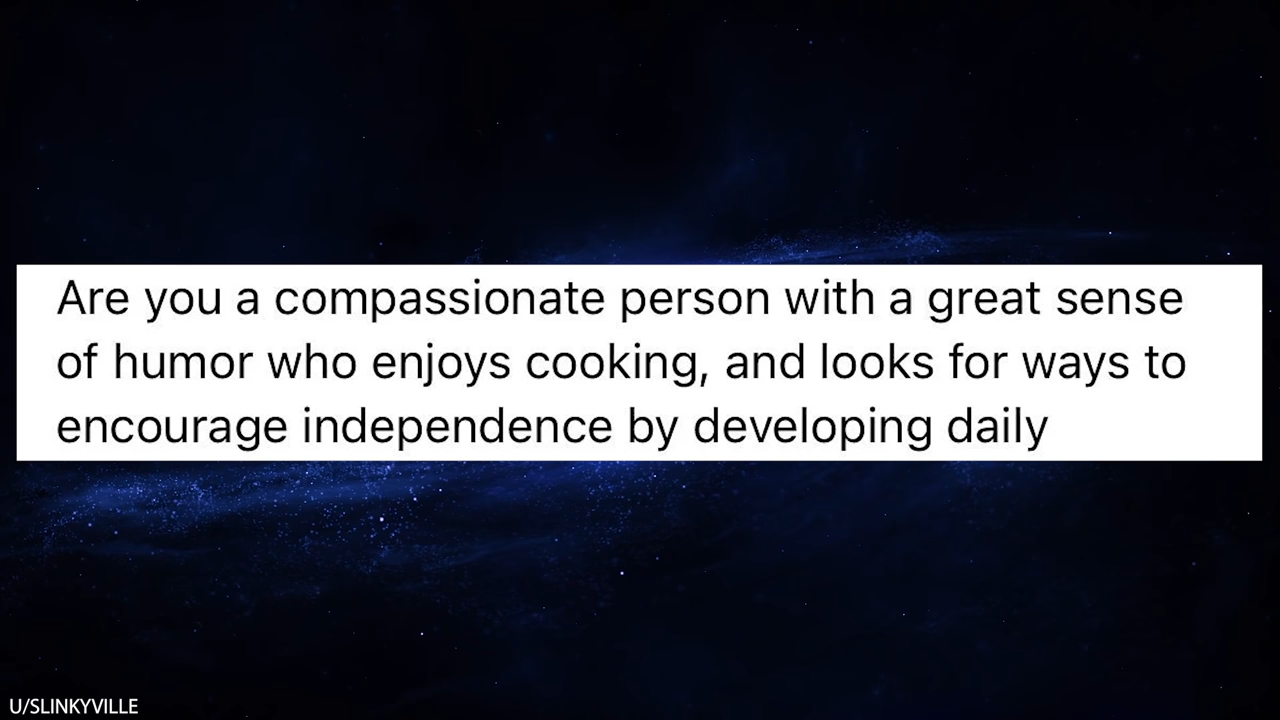 Are you a compassionate person with a great sense
of humor who enjoys cooking, and looks for ways to
encourage independence by developing daily
U/SLINKYVILLE